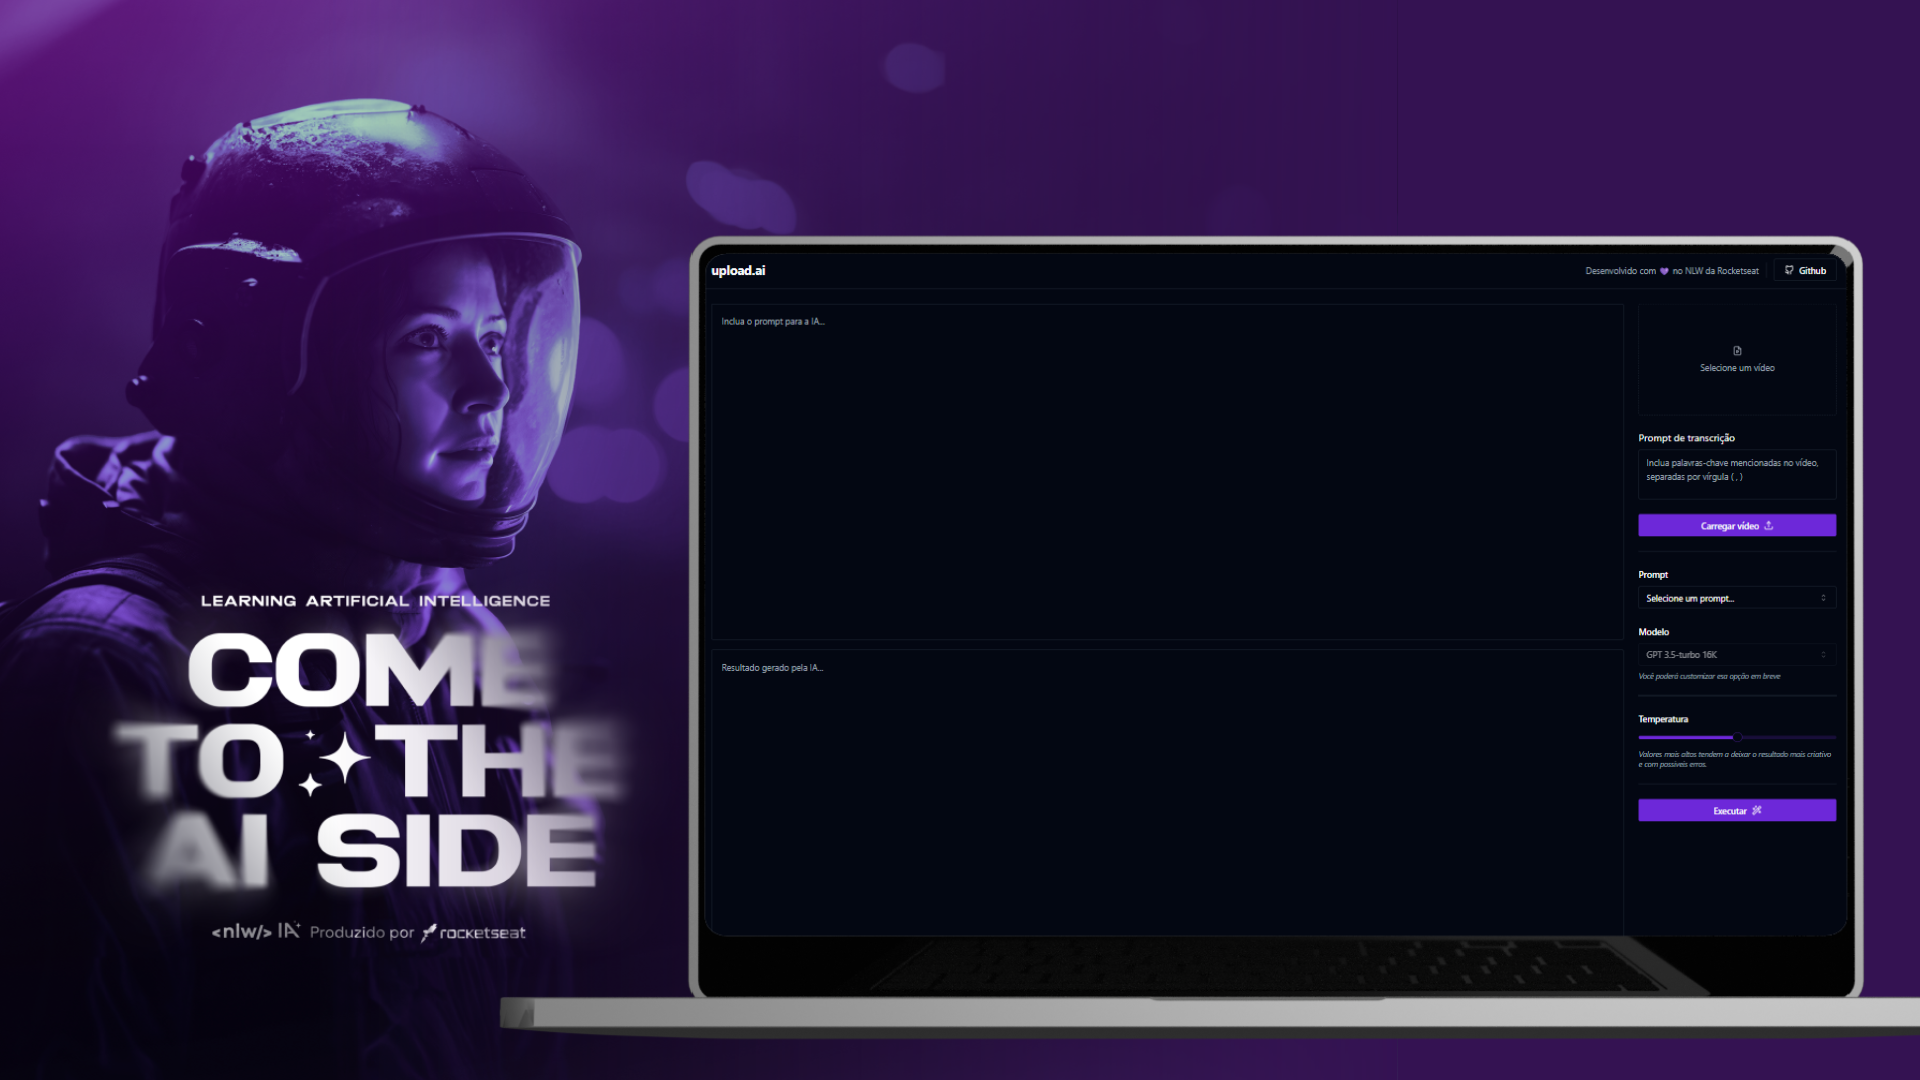 LEARNING ARTIFICIAL INTELLIGENCE
COME
TO THE
AI SIDE
<nlw/> IA Produzido por rocketseat
upload.ai
Desenvolvido com 💜 no NLW da Rocketseat
Github
Inclua o prompt para a IA...
Resultado gerado pela IA...
Selecione um vídeo
Prompt de transcrição
Inclua palavras-chave mencionadas no vídeo,
separadas por vírgula ( , )
Carregar vídeo
Prompt
Selecione um prompt...
Modelo
GPT 3.5-turbo 16K
Você poderá customizar esa opção em breve
Temperatura
Valores mais altos tendem a deixar o resultado mais criativo
e com possíveis erros.
Executar